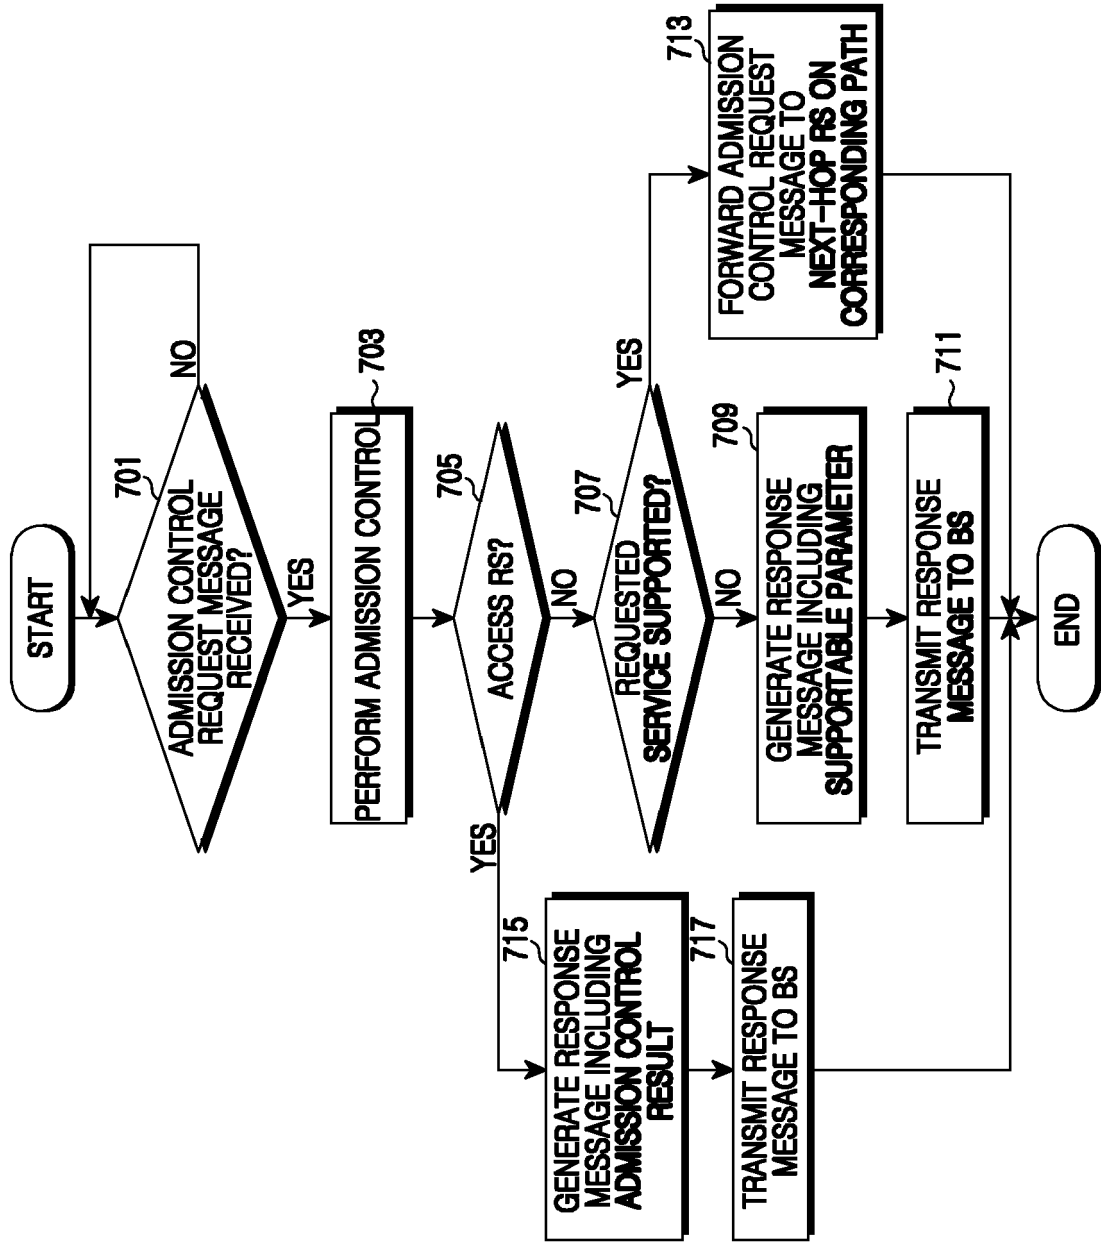 START
701
ADMISSION CONTROL
REQUEST MESSAGE
RECEIVED?
NO
YES
703
PERFORM ADMISSION CONTROL
705
ACCESS RS?
YES
NO
707
REQUESTED
SERVICE SUPPORTED?
YES
NO
715
GENERATE RESPONSE
MESSAGE INCLUDING
ADMISSION CONTROL
RESULT
709
GENERATE RESPONSE
MESSAGE INCLUDING
SUPPORTABLE PARAMETER
713
FORWARD ADMISSION
CONTROL REQUEST
MESSAGE TO
NEXT-HOP RS ON
CORRESPONDING PATH
717
TRANSMIT RESPONSE
MESSAGE TO BS
711
TRANSMIT RESPONSE
MESSAGE TO BS
END